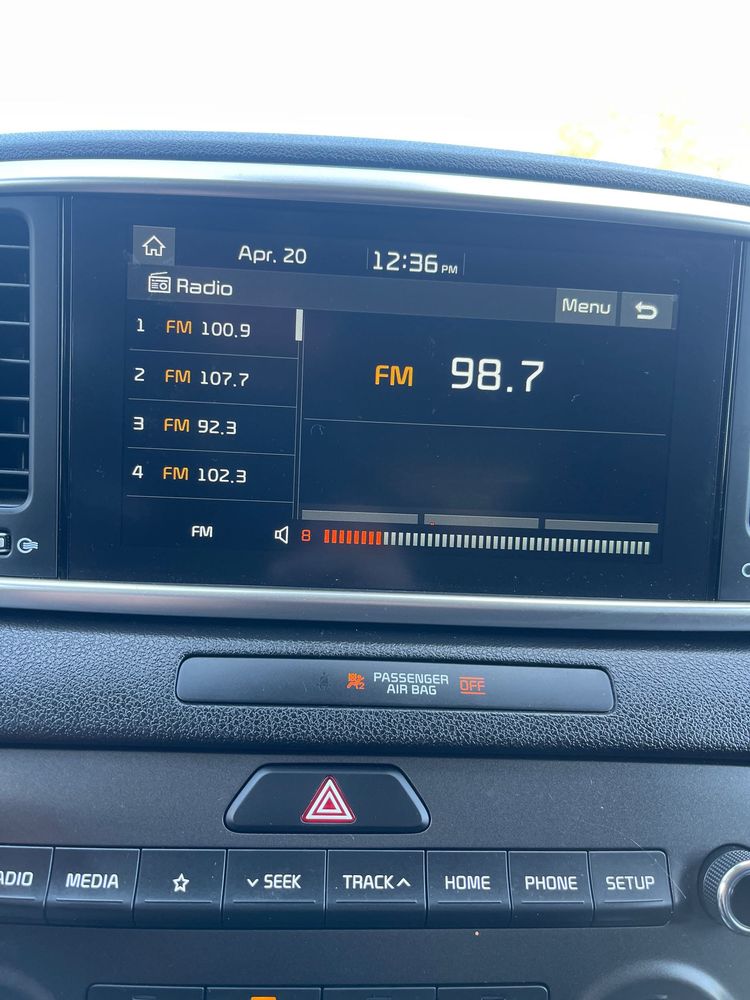 Apr. 20 12:36 PM
Radio
Menu
1 FM 100.9
2 FM 107.7
3 FM 92.3
4 FM 102.3
FM 98.7
FM 8
PASSENGER
AIR BAG
OFF
MEDIA
SEEK
TRACK
HOME
PHONE
SETUP